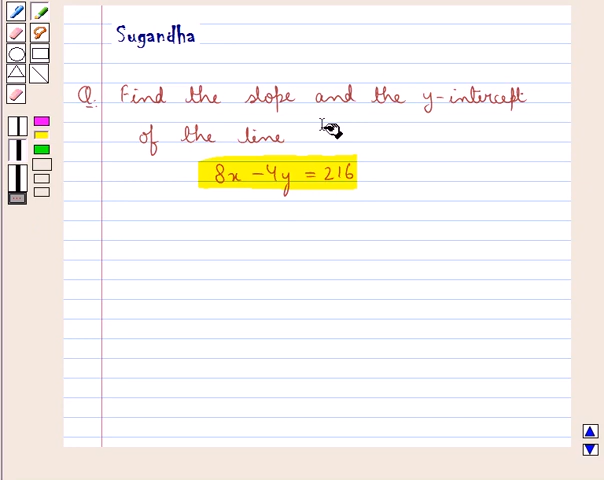 Sugandha
Q. Find the slope and the y-intercept
of the line
8x - 4y = 216